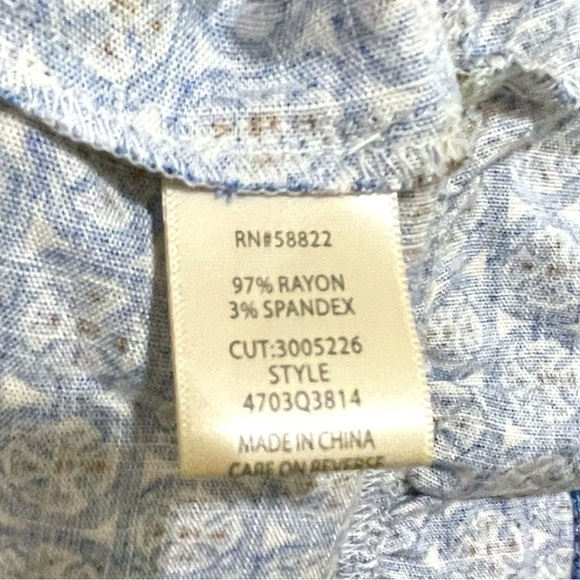 RN#58822
97% RAYON
3% SPANDEX
CUT:3005226
STYLE
4703Q3814
MADE IN CHINA
CARE ON REVERSE